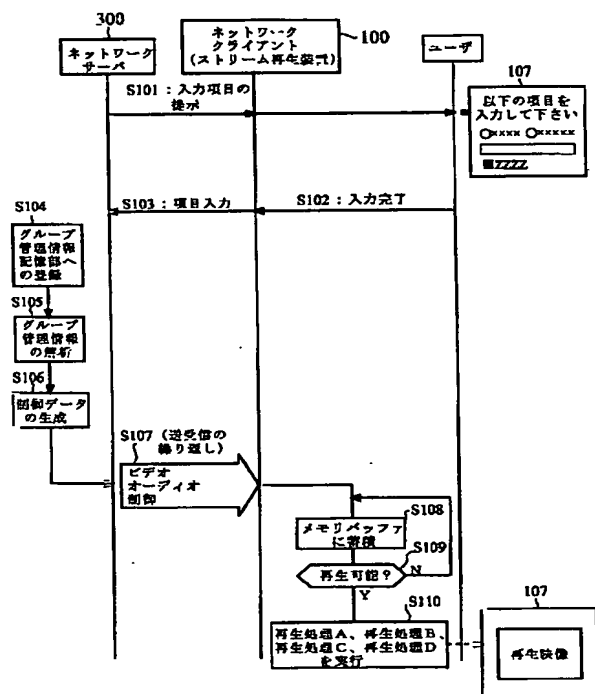 300
ネットワーク
サーバ
ネットワーク
クライアント
(ストリーム再生装置)
100
ユーザ
107
以下の項目を
入力して下さい
○xxxx ○xxxxx
■ZZZZ
S101：入力項目の
提示
S103：項目入力
S102：入力完了
S104
グループ
管理情報
記憶部へ
の登録
S105
グループ
管理情報
の解析
S106
制御データ
の生成
S107（送受信の
繰り返し）
ビデオ
オーディオ
制御
S108
メモリバッファ
に蓄積
S109
再生可能？
N
Y
S110
再生処理A、再生処理B、
再生処理C、再生処理D
を実行
107
再生映像